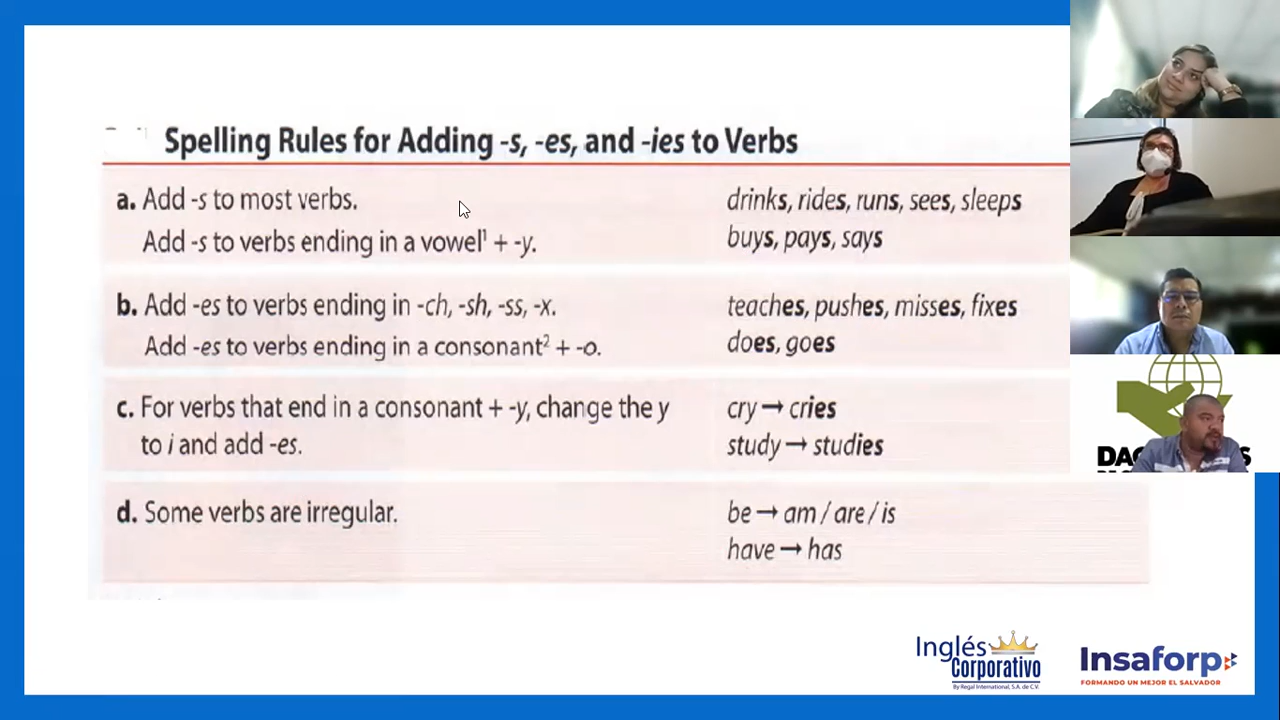 Spelling Rules for Adding -s, -es, and -ies to Verbs
a. Add -s to most verbs.
drinks, rides, runs, sees, sleeps
Add -s to verbs ending in a vowel¹ + -y.
buys, pays, says
b. Add -es to verbs ending in -ch, -sh, -ss, -x.
teaches, pushes, misses, fixes
Add -es to verbs ending in a consonant² + -o.
does, goes
c. For verbs that end in a consonant + -y, change the y
cry → cries
to i and add -es.
study → studies
d. Some verbs are irregular.
be → am / are / is
have → has
Inglés
Corporativo
By Regal International, S.A. de C.V.
Insaforp
FORMANDO UN MEJOR EL SALVADOR